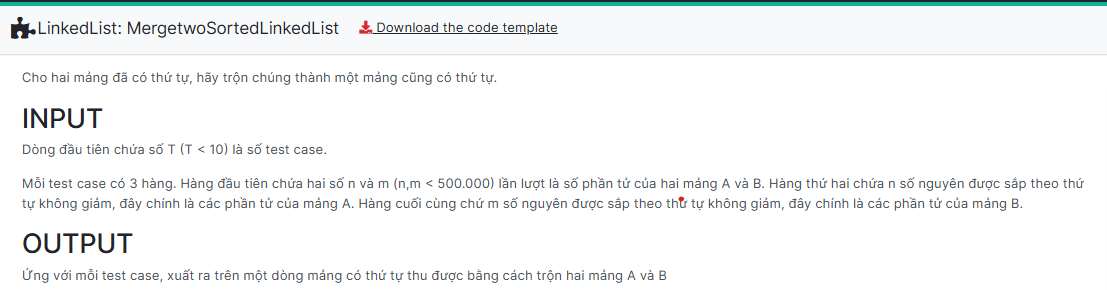 LinkedList: MergetwoSortedLinkedList Download the code template
Cho hai mảng đã có thứ tự, hãy trộn chúng thành một mảng cũng có thứ tự.
INPUT
Dòng đầu tiên chứa số T (T < 10) là số test case.
Mỗi test case có 3 hàng. Hàng đầu tiên chứa hai số n và m (n,m < 500.000) lần lượt là số phần tử của hai mảng A và B. Hàng thứ hai chứa n số nguyên được sắp theo thứ
tự không giảm, đây chính là các phần tử của mảng A. Hàng cuối cùng chứ m số nguyên được sắp theo thứ tự không giảm, đây chính là các phần tử của mảng B.
OUTPUT
Ứng với mỗi test case, xuất ra trên một dòng mảng có thứ tự thu được bằng cách trộn hai mảng A và B